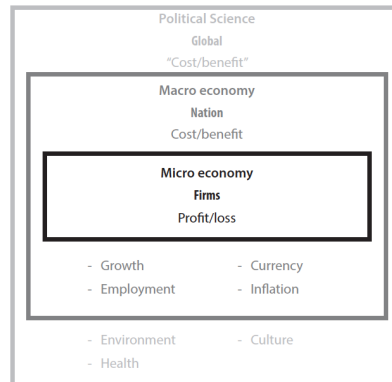 Political Science
Global
“Cost/benefit”
Macro economy
Nation
Cost/benefit
Micro economy
Firms
Profit/loss
- Growth - Currency
- Employment - Inflation
- Environment - Culture
- Health